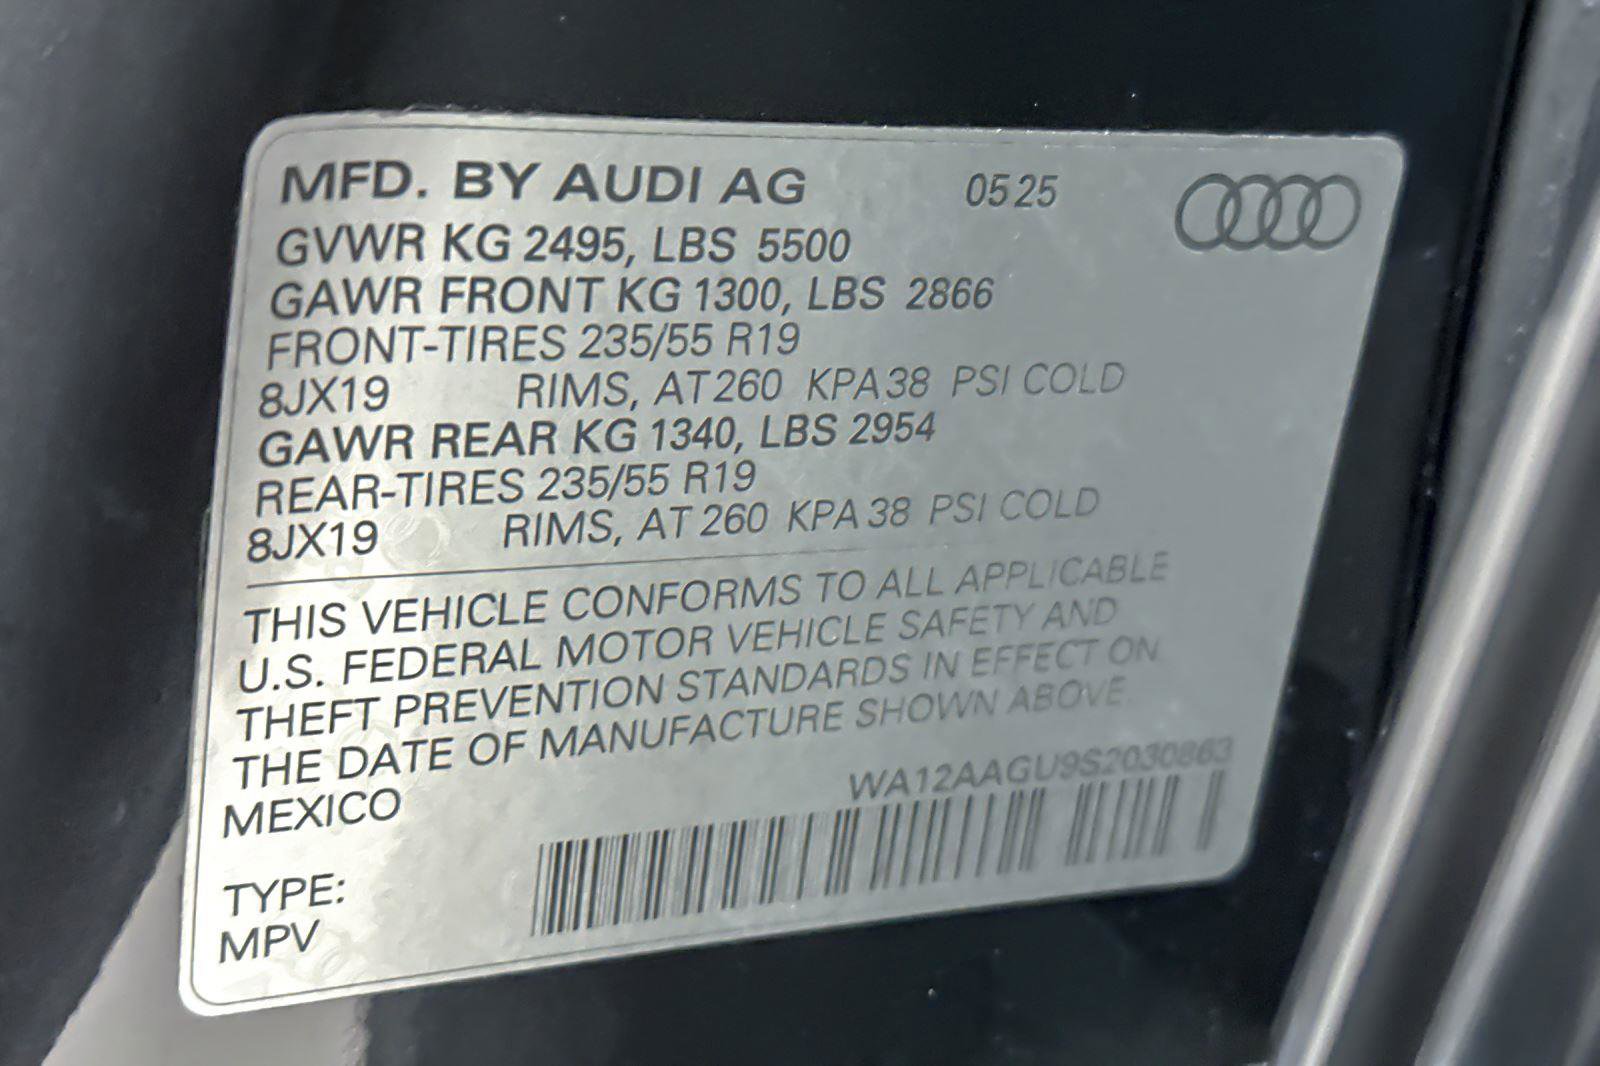 MFD. BY AUDI AG 0525
GVWR KG 2495, LBS 5500
GAWR FRONT KG 1300, LBS 2866
FRONT-TIRES 235/55 R19
8JX19 RIMS, AT 260 KPA 38 PSI COLD
GAWR REAR KG 1340, LBS 2954
REAR-TIRES 235/55 R19
8JX19 RIMS, AT 260 KPA 38 PSI COLD
THIS VEHICLE CONFORMS TO ALL APPLICABLE
U.S. FEDERAL MOTOR VEHICLE SAFETY AND
THEFT PREVENTION STANDARDS IN EFFECT ON
THE DATE OF MANUFACTURE SHOWN ABOVE.
MEXICO
WA12AAGU9S2030863
TYPE:
MPV